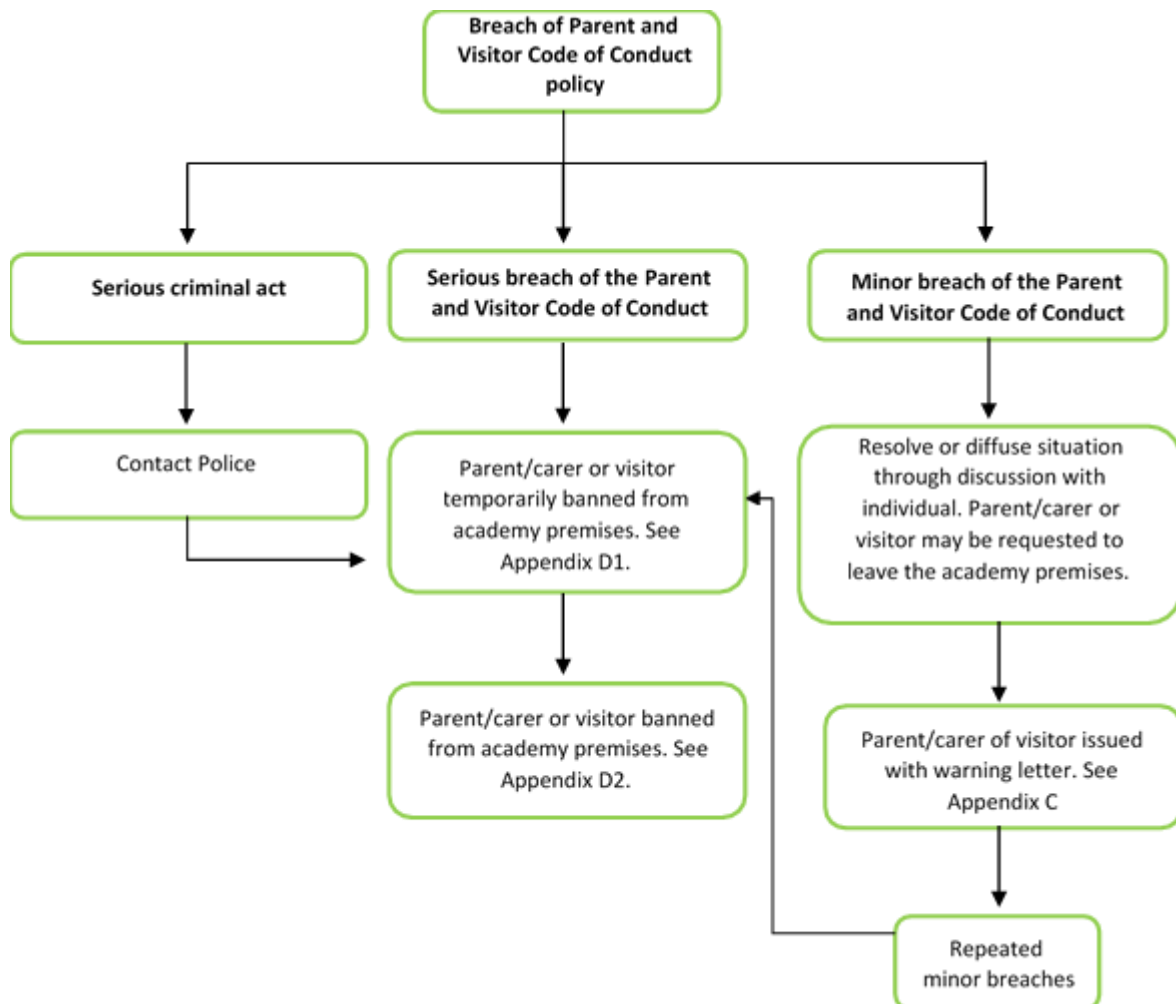 Breach of Parent and
Visitor Code of Conduct
policy
Serious criminal act
Serious breach of the Parent
and Visitor Code of Conduct
Minor breach of the Parent
and Visitor Code of Conduct
Contact Police
Parent/carer or visitor
temporarily banned from
academy premises. See
Appendix D1.
Resolve or diffuse situation
through discussion with
individual. Parent/carer or
visitor may be requested to
leave the academy premises.
Parent/carer or visitor banned
from academy premises. See
Appendix D2.
Parent/carer of visitor issued
with warning letter. See
Appendix C
Repeated
minor breaches